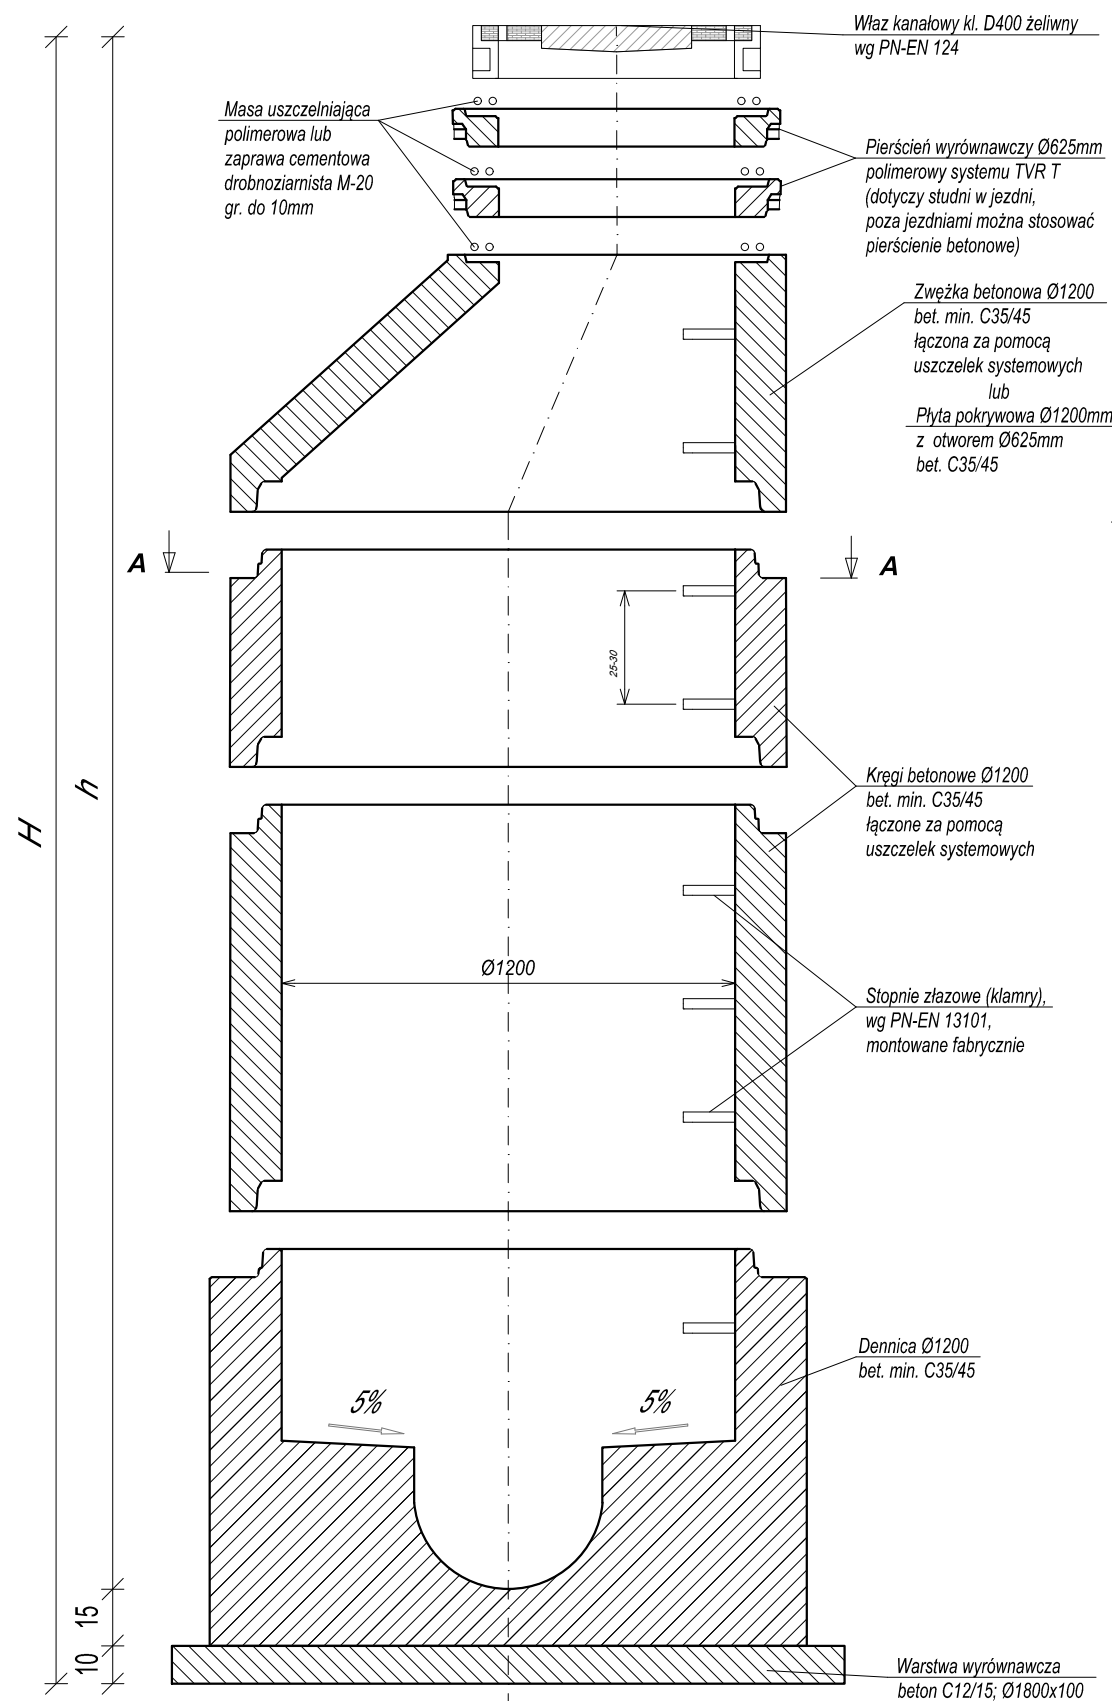 Właz kanałowy kl. D400 żeliwny
wg PN-EN 124
Masa uszczelniająca
polimerowa lub
zaprawa cementowa
drobnoziarnista M-20
gr. do 10mm
Pierścień wyrównawczy Ø625mm
polimerowy systemu TVR T
(dotyczy studni w jezdni,
poza jezdniami można stosować
pierścienie betonowe)
Zwężka betonowa Ø1200
bet. min. C35/45
łączona za pomocą
uszczelek systemowych
lub
Płyta pokrywowa Ø1200mm
z otworem Ø625mm
bet. C35/45
A
A
25-30
H
h
Kręgi betonowe Ø1200
bet. min. C35/45
łączone za pomocą
uszczelek systemowych
Ø1200
Stopnie złazowe (klamry),
wg PN-EN 13101,
montowane fabrycznie
Dennica Ø1200
bet. min. C35/45
5%
5%
15
10
Warstwa wyrównawcza
beton C12/15; Ø1800x100